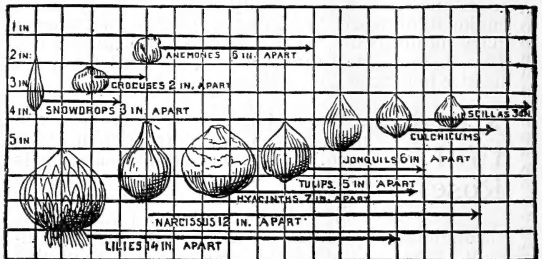 1 IN
2 IN:
ANEMONES 6 IN. APART
3 IN
CROCUSES 2 IN. APART
4 IN.
SNOWDROPS 3 IN. APART
SCILLAS 3 IN.
CULCHICUMS
5 IN
JONQUILS 6 IN APART
TULIPS. 5 IN APART
HYACINTHS. 7 IN. APART
NARCISSUS 12 IN. APART
LILIES 14 IN. APART